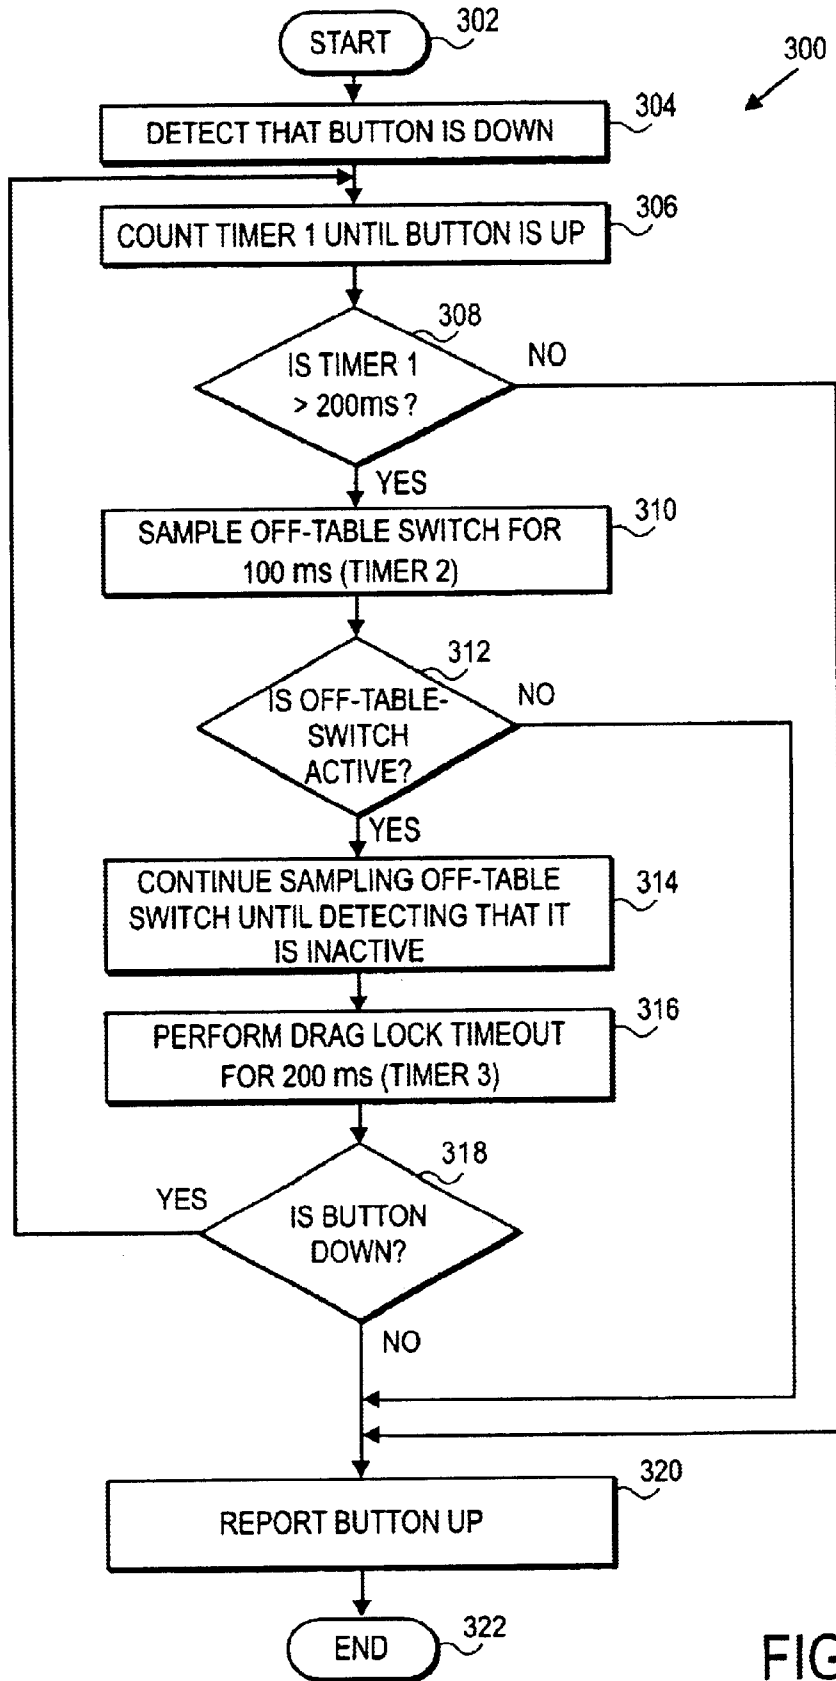 START
302
300
DETECT THAT BUTTON IS DOWN
304
COUNT TIMER 1 UNTIL BUTTON IS UP
306
308
IS TIMER 1
> 200ms?
NO
YES
SAMPLE OFF-TABLE SWITCH FOR
100 ms (TIMER 2)
310
312
IS OFF-TABLE-
SWITCH
ACTIVE?
NO
YES
CONTINUE SAMPLING OFF-TABLE
SWITCH UNTIL DETECTING THAT IT
IS INACTIVE
314
PERFORM DRAG LOCK TIMEOUT
FOR 200 ms (TIMER 3)
316
318
YES
IS BUTTON
DOWN?
NO
REPORT BUTTON UP
320
END
322
FIG